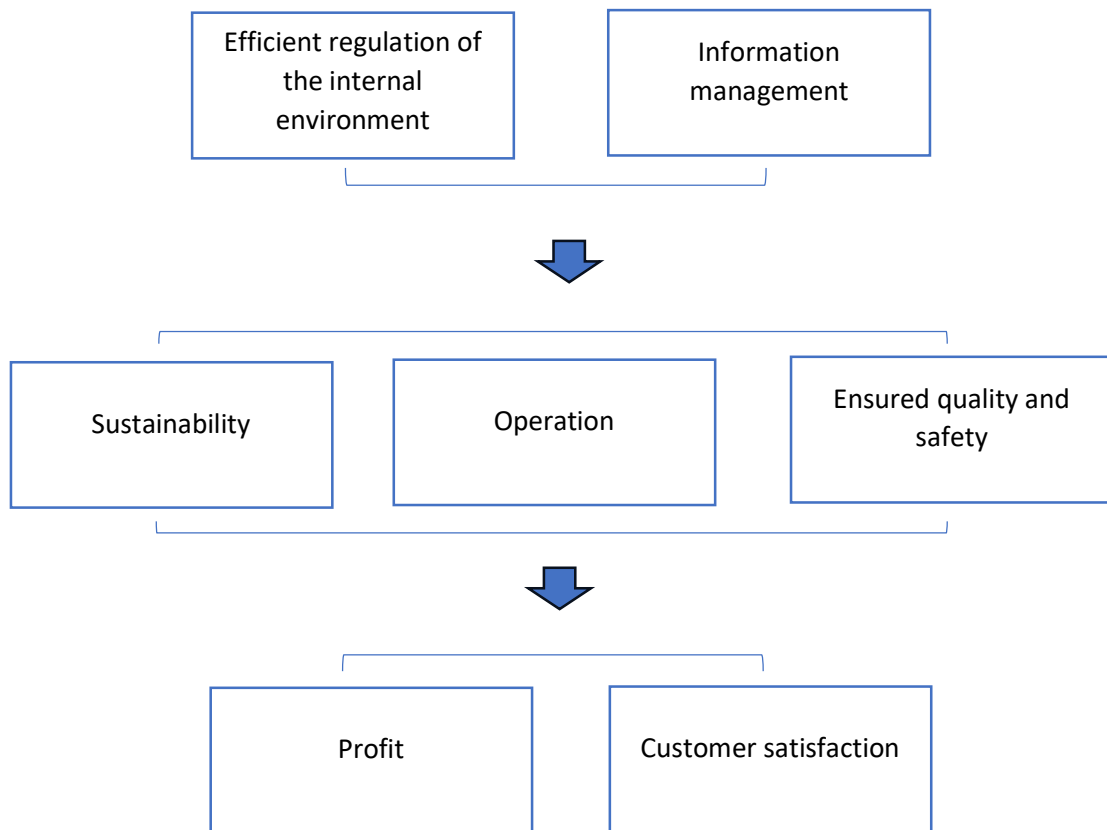 Efficient regulation of
the internal
environment
Information
management
Sustainability
Operation
Ensured quality and
safety
Profit
Customer satisfaction